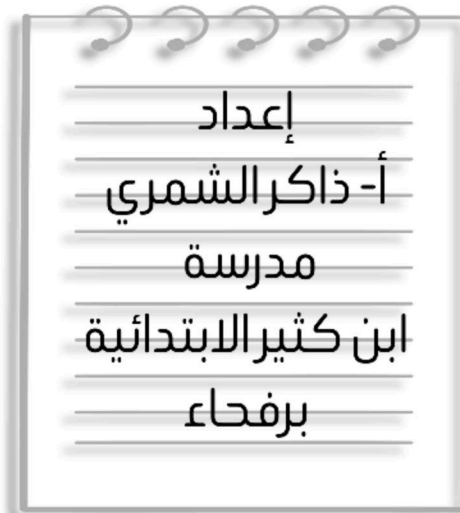 إعداد
أ- ذاكر الشمري
مدرسة
ابن كثير الابتدائية
برفحاء